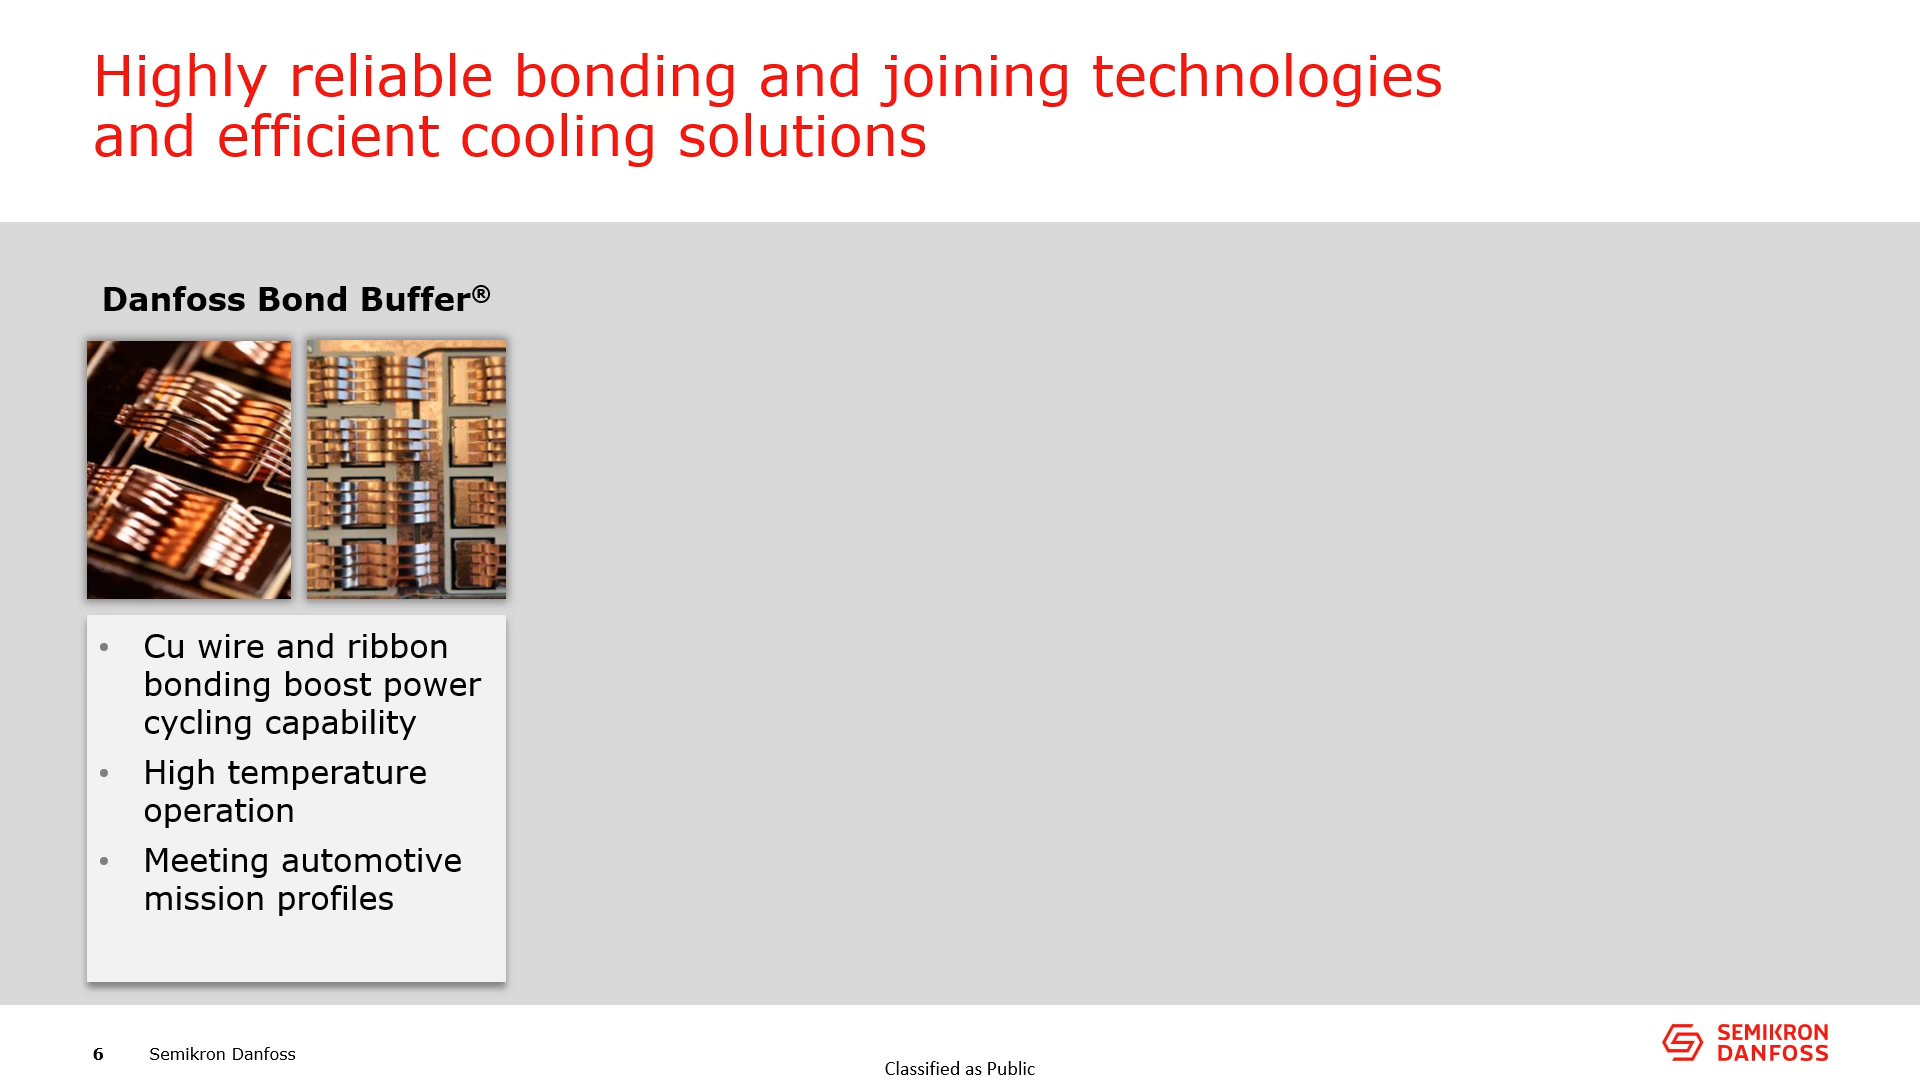 Highly reliable bonding and joining technologies
and efficient cooling solutions
Danfoss Bond Buffer®
• Cu wire and ribbon
bonding boost power
cycling capability
• High temperature
operation
• Meeting automotive
mission profiles
6 Semikron Danfoss
Classified as Public
SEMIKRON
DANFOSS